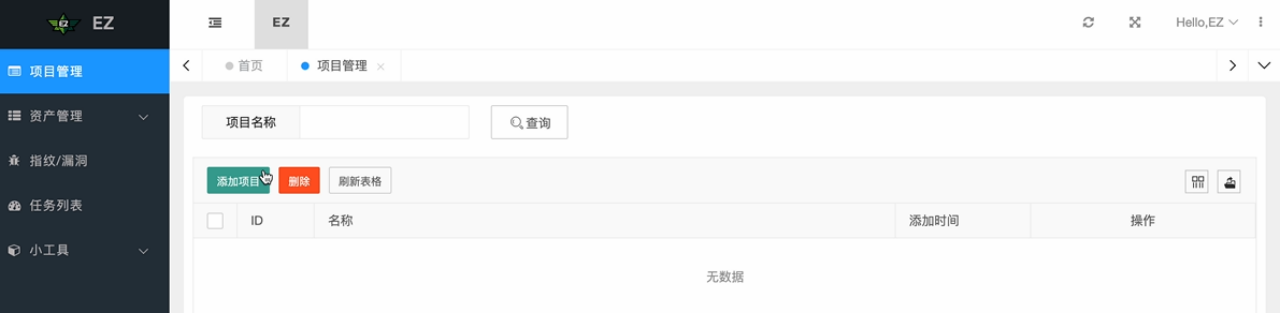 EZ EZ
EZ Hello,EZ
项目管理
首页 项目管理
资产管理
项目名称 查询
指纹/漏洞
添加项目 删除 刷新表格
任务列表
ID 名称 添加时间 操作
小工具
无数据